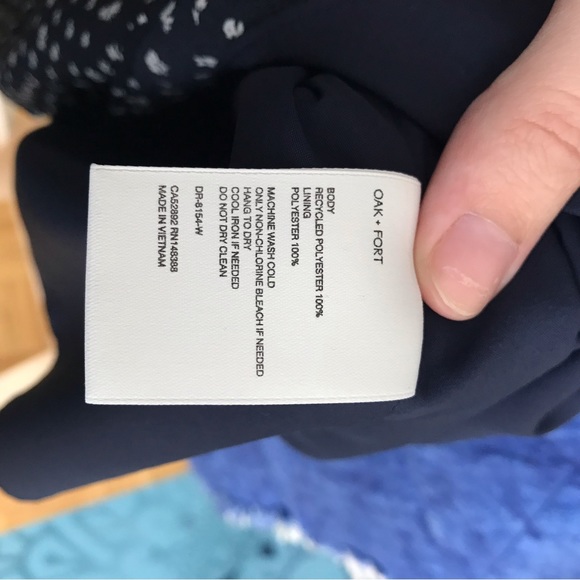 OAK + FORT
BODY
RECYCLED POLYESTER 100%
LINING
POLYESTER 100%
MACHINE WASH COLD
ONLY NON-CHLORINE BLEACH IF NEEDED
HANG TO DRY
COOL IRON IF NEEDED
DO NOT DRY CLEAN
DR-8154-W
CA52892 RN148388
MADE IN VIETNAM